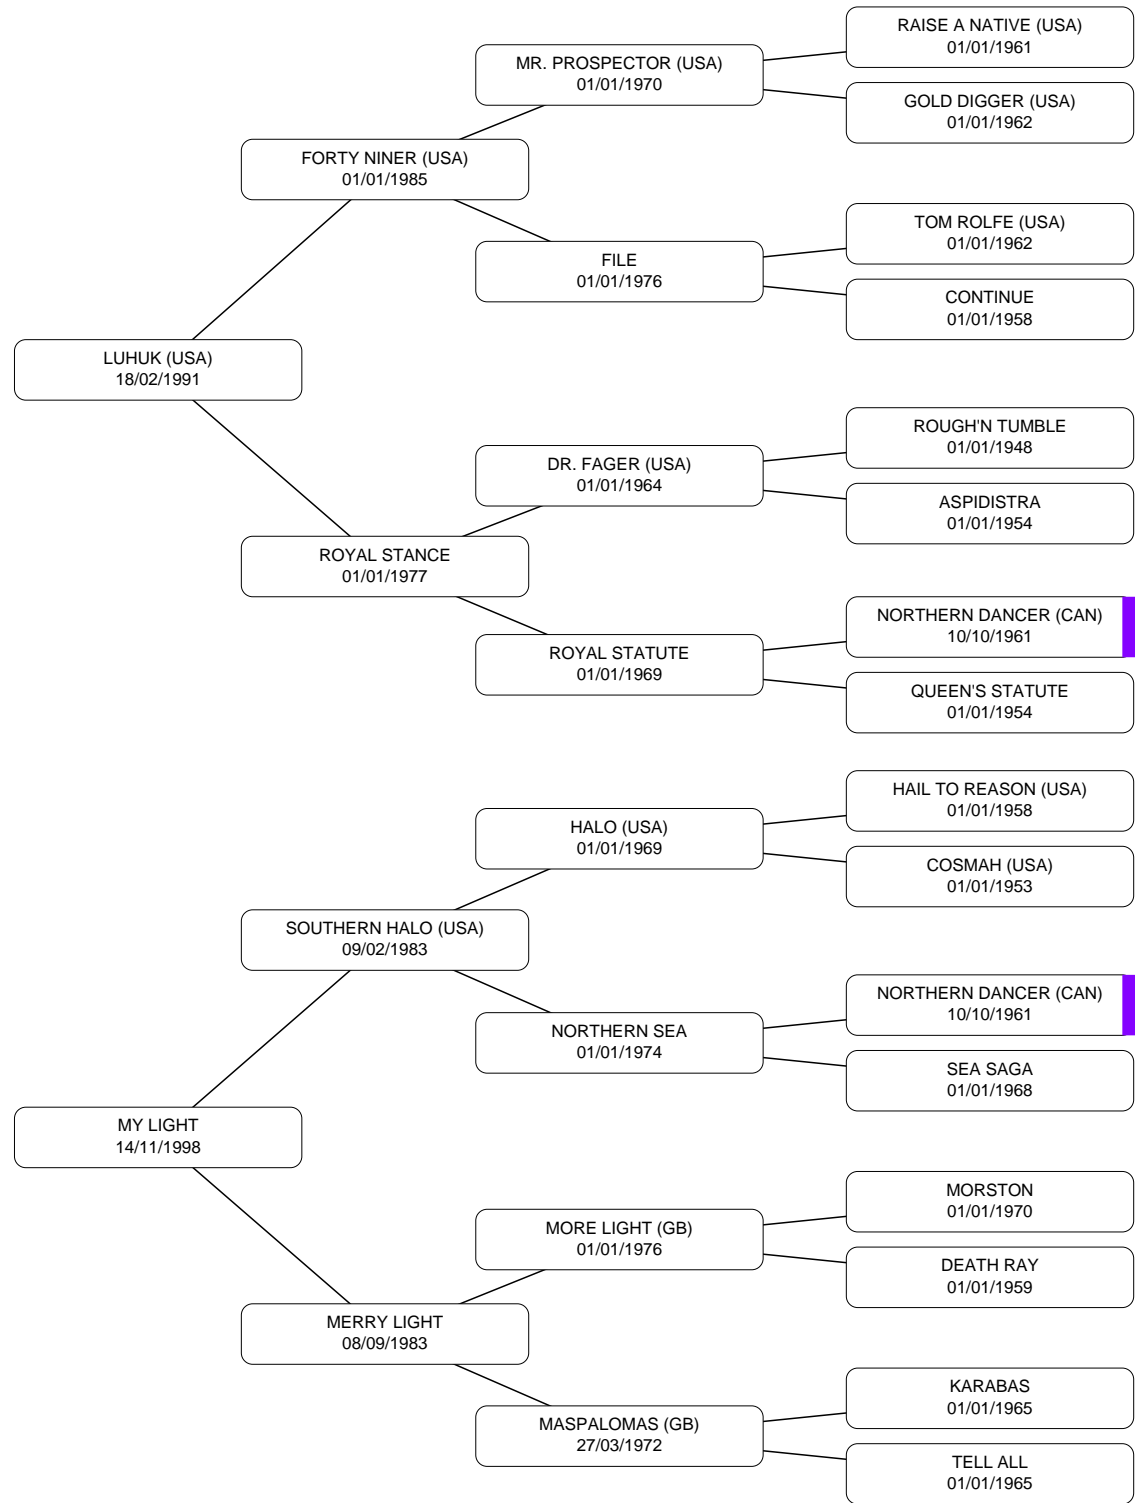 RAISE A NATIVE (USA)
01/01/1961
MR. PROSPECTOR (USA)
01/01/1970
GOLD DIGGER (USA)
01/01/1962
FORTY NINER (USA)
01/01/1985
TOM ROLFE (USA)
01/01/1962
FILE
01/01/1976
CONTINUE
01/01/1958
LUHUK (USA)
18/02/1991
ROUGH'N TUMBLE
01/01/1948
DR. FAGER (USA)
01/01/1964
ASPIDISTRA
01/01/1954
ROYAL STANCE
01/01/1977
NORTHERN DANCER (CAN)
10/10/1961
ROYAL STATUTE
01/01/1969
QUEEN'S STATUTE
01/01/1954
HAIL TO REASON (USA)
01/01/1958
HALO (USA)
01/01/1969
COSMAH (USA)
01/01/1953
SOUTHERN HALO (USA)
09/02/1983
NORTHERN DANCER (CAN)
10/10/1961
NORTHERN SEA
01/01/1974
SEA SAGA
01/01/1968
MY LIGHT
14/11/1998
MORSTON
01/01/1970
MORE LIGHT (GB)
01/01/1976
DEATH RAY
01/01/1959
MERRY LIGHT
08/09/1983
KARABAS
01/01/1965
MASPALOMAS (GB)
27/03/1972
TELL ALL
01/01/1965